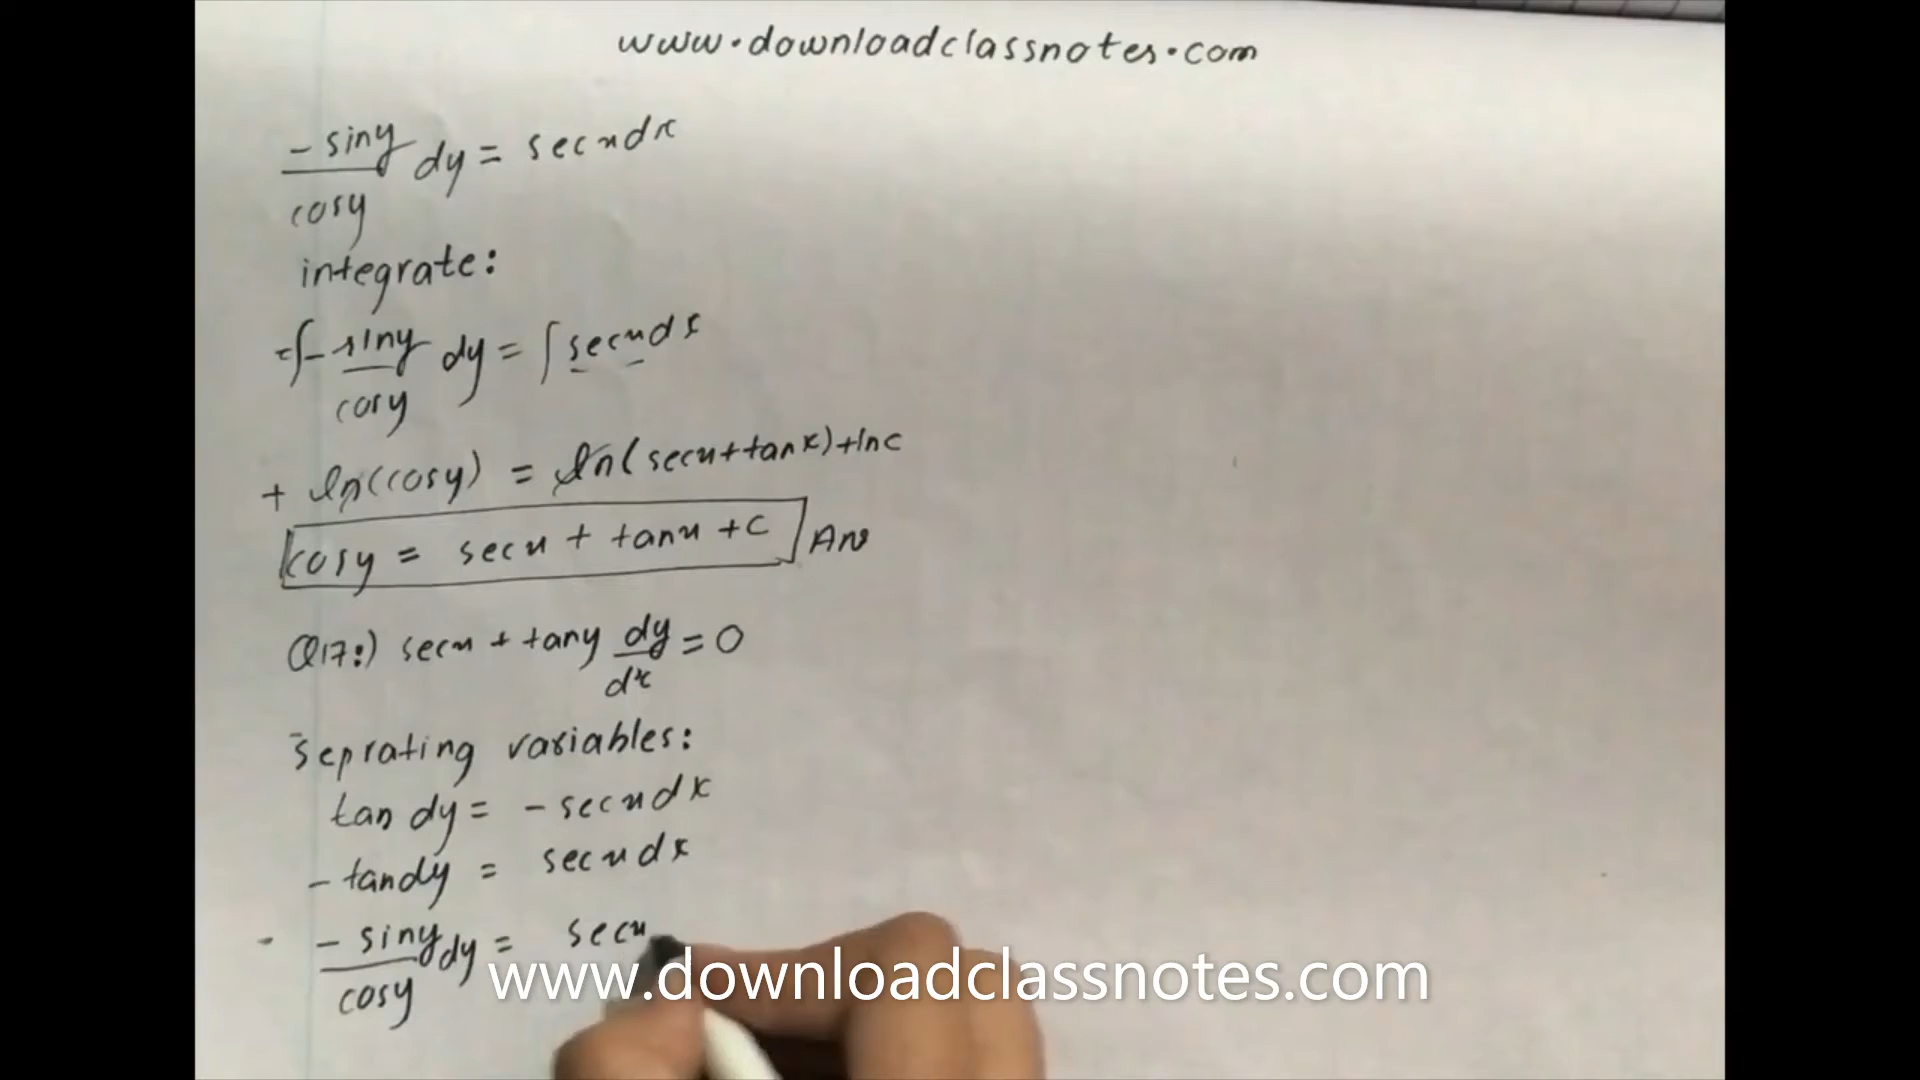 www.downloadclassnotes.com
-siny/cosy dy = secxdx
integrate:
=∫-siny/cosy dy = ∫secxdx
+ ln(cosy) = ln(secx+tanx)+lnc
cosy = secx + tanx + c Ans
Q17:) secx + tany dy/dx = 0
Seprating variables:
tan dy = - secxdx
- tandy = secxdx
- siny/cosy dy = secx
www.downloadclassnotes.com